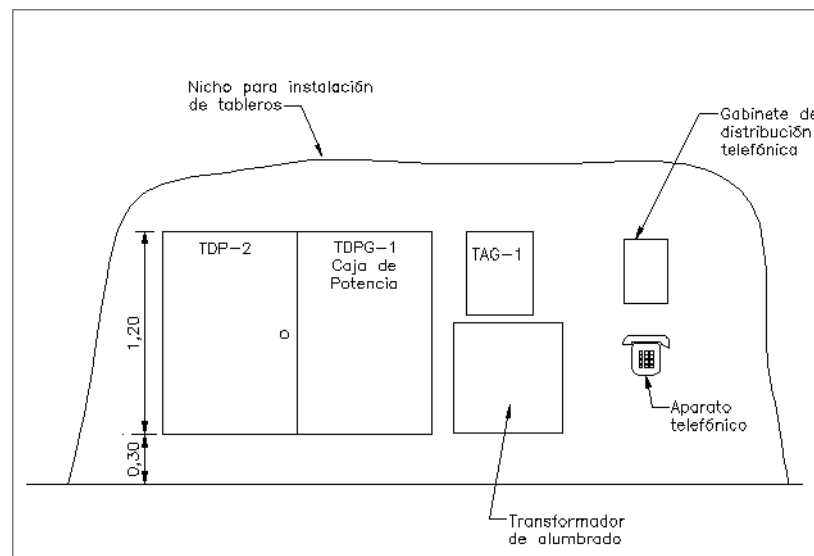 Nicho para instalación
de tableros
Gabinete de
distribución
telefónica
TDP-2
TDPG-1
Caja de
Potencia
TAG-1
1,20
0,30
Aparato
telefónico
Transformador
de alumbrado